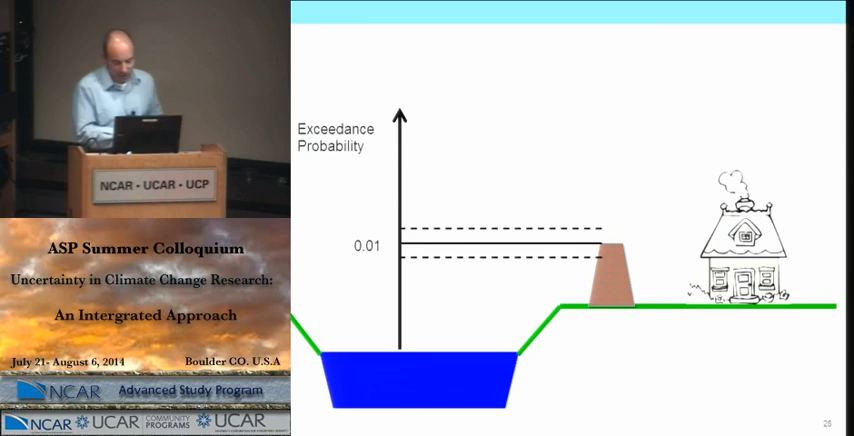 NCAR • UCAR • UCP
ASP Summer Colloquium
Uncertainty in Climate Change Research:
An Intergrated Approach
July 21- August 6, 2014
Boulder CO. U.S.A
NCAR Advanced Study Program
NCAR
UCAR
COMMUNITY
PROGRAMS
UCAR
Exceedance
Probability
0.01
26